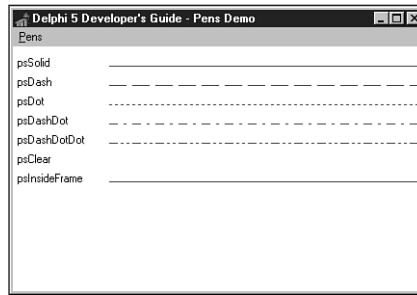 Delphi 5 Developer's Guide - Pens Demo
Pens
psSolid
psDash
psDot
psDashDot
psDashDotDot
psClear
psInsideFrame